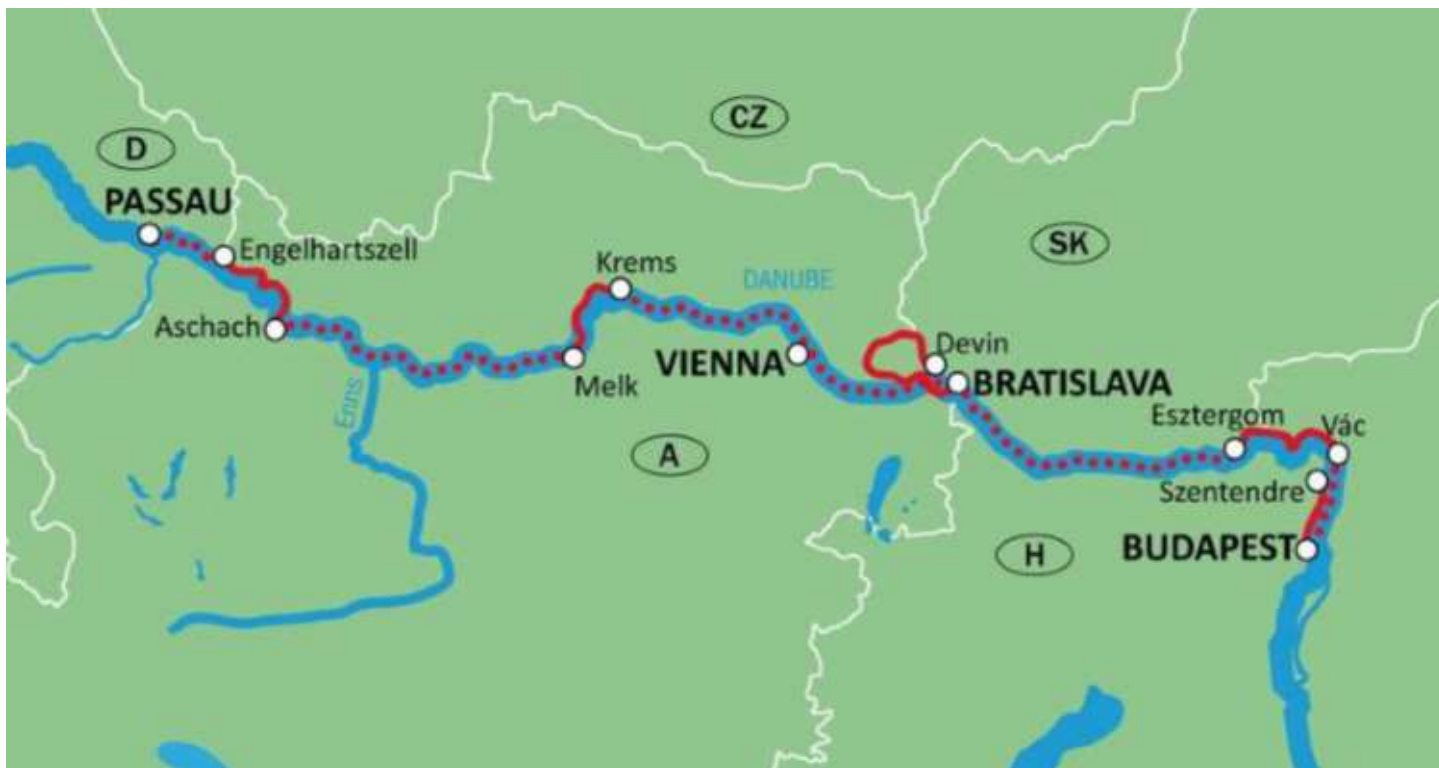 CZ
D
PASSAU
Engelhartszell
SK
Krems
DANUBE
Aschach
Devin
VIENNA
BRATISLAVA
Melk
Enns
Esztergom
Vác
A
Szentendre
H
BUDAPEST